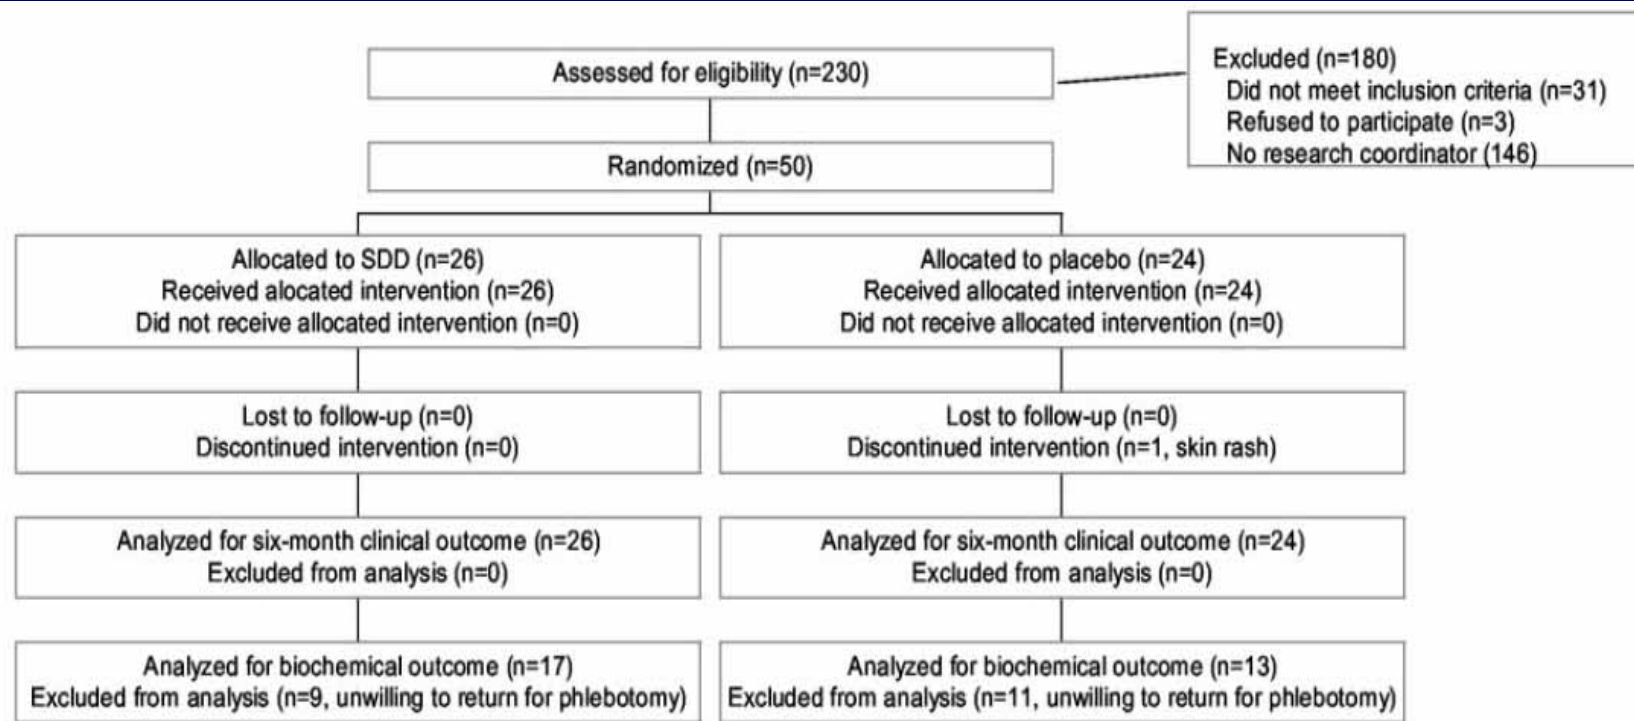 Assessed for eligibility (n=230)
Excluded (n=180)
Did not meet inclusion criteria (n=31)
Refused to participate (n=3)
No research coordinator (146)
Randomized (n=50)
Allocated to SDD (n=26)
Received alocated intervention (n=26)
Did not receive allocated intervention (n=0)
Allocated to placebo (n=24)
Received allocated intervention (n=24)
Did not receive allocated intervention (n=0)
Lost to follow-up (n=0)
Discontinued intervention (n=0)
Lost to follow-up (n=0)
Discontinued intervention (n=1, skin rash)
Analyzed for six-month clinical outcome (n=26)
Excluded from analysis (n=0)
Analyzed for six-month clinical outcome (n=24)
Excluded from analysis (n=0)
Analyzed for biochemical outcome (n=17)
Excluded from analysis (n=9, unwilling to return for phlebotomy)
Analyzed for biochemical outcome (n=13)
Excluded from analysis (n=11, unwilling to return for phlebotomy)